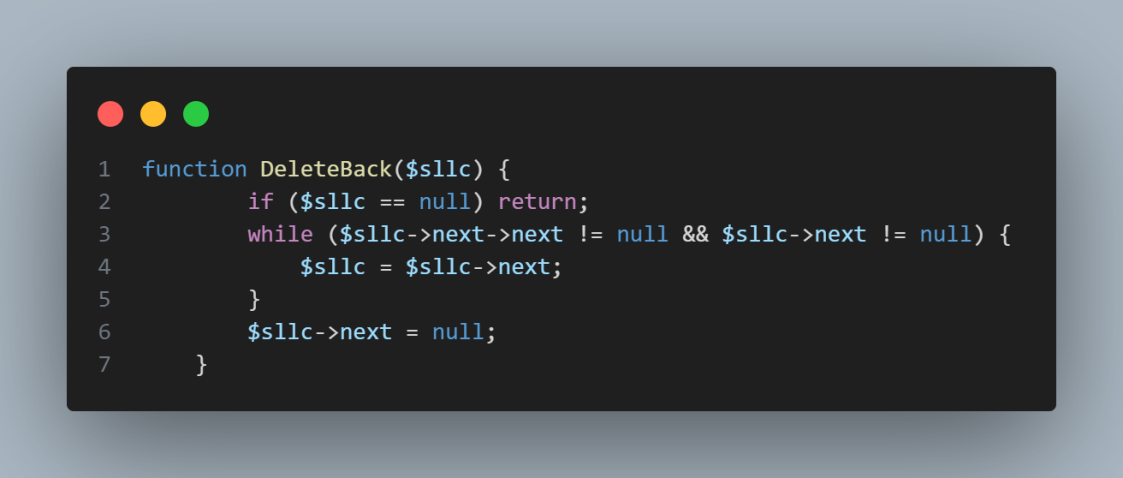 1 function DeleteBack($sllc) {
2 if ($sllc == null) return;
3 while ($sllc->next->next != null && $sllc->next != null) {
4 $sllc = $sllc->next;
5 }
6 $sllc->next = null;
7 }